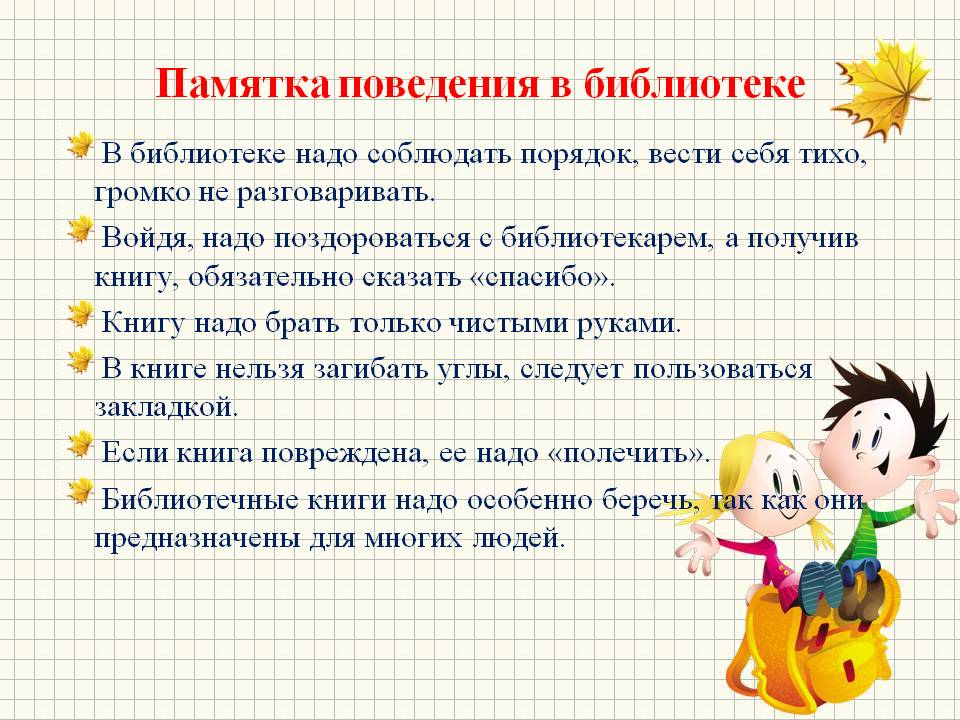 Памятка поведения в библиотеке
В библиотеке надо соблюдать порядок, вести себя тихо,
громко не разговаривать.
Войдя, надо поздороваться с библиотекарем, а получив
книгу, обязательно сказать «спасибо».
Книгу надо брать только чистыми руками.
В книге нельзя загибать углы, следует пользоваться
закладкой.
Если книга повреждена, ее надо «полечить».
Библиотечные книги надо особенно беречь, так как они
предназначены для многих людей.